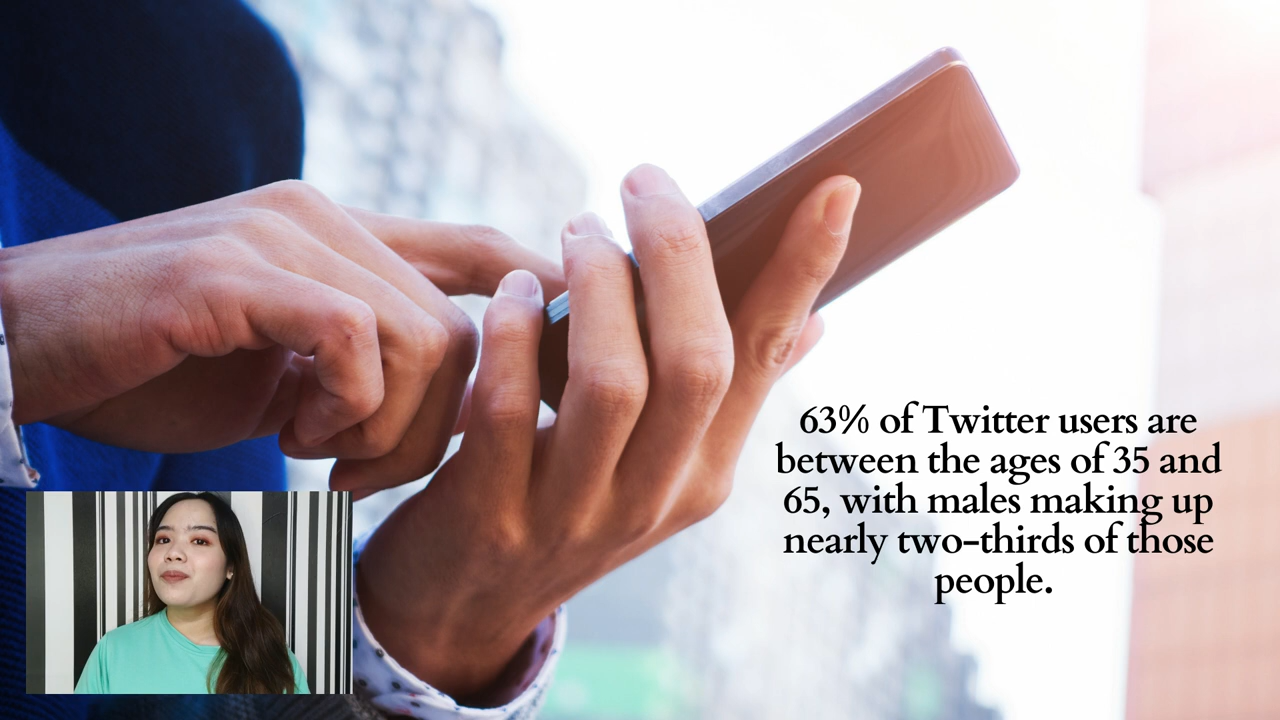 63% of Twitter users are
between the ages of 35 and
65, with males making up
nearly two-thirds of those
people.